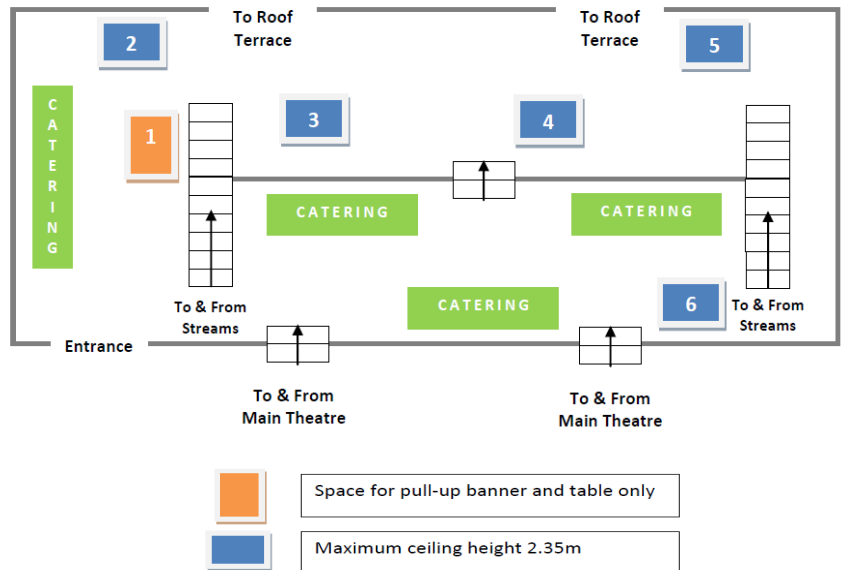 To Roof
Terrace
To Roof
Terrace
2
5
CATERING
1
3
4
CATERING
CATERING
CATERING
6
To & From
Streams
To & From
Streams
Entrance
To & From
Main Theatre
To & From
Main Theatre
Space for pull-up banner and table only
Maximum ceiling height 2.35m